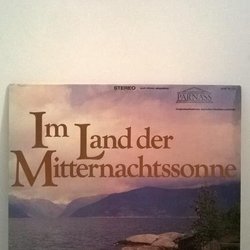 STEREO
PARNASS
Im Land der
Mitternachtssonne